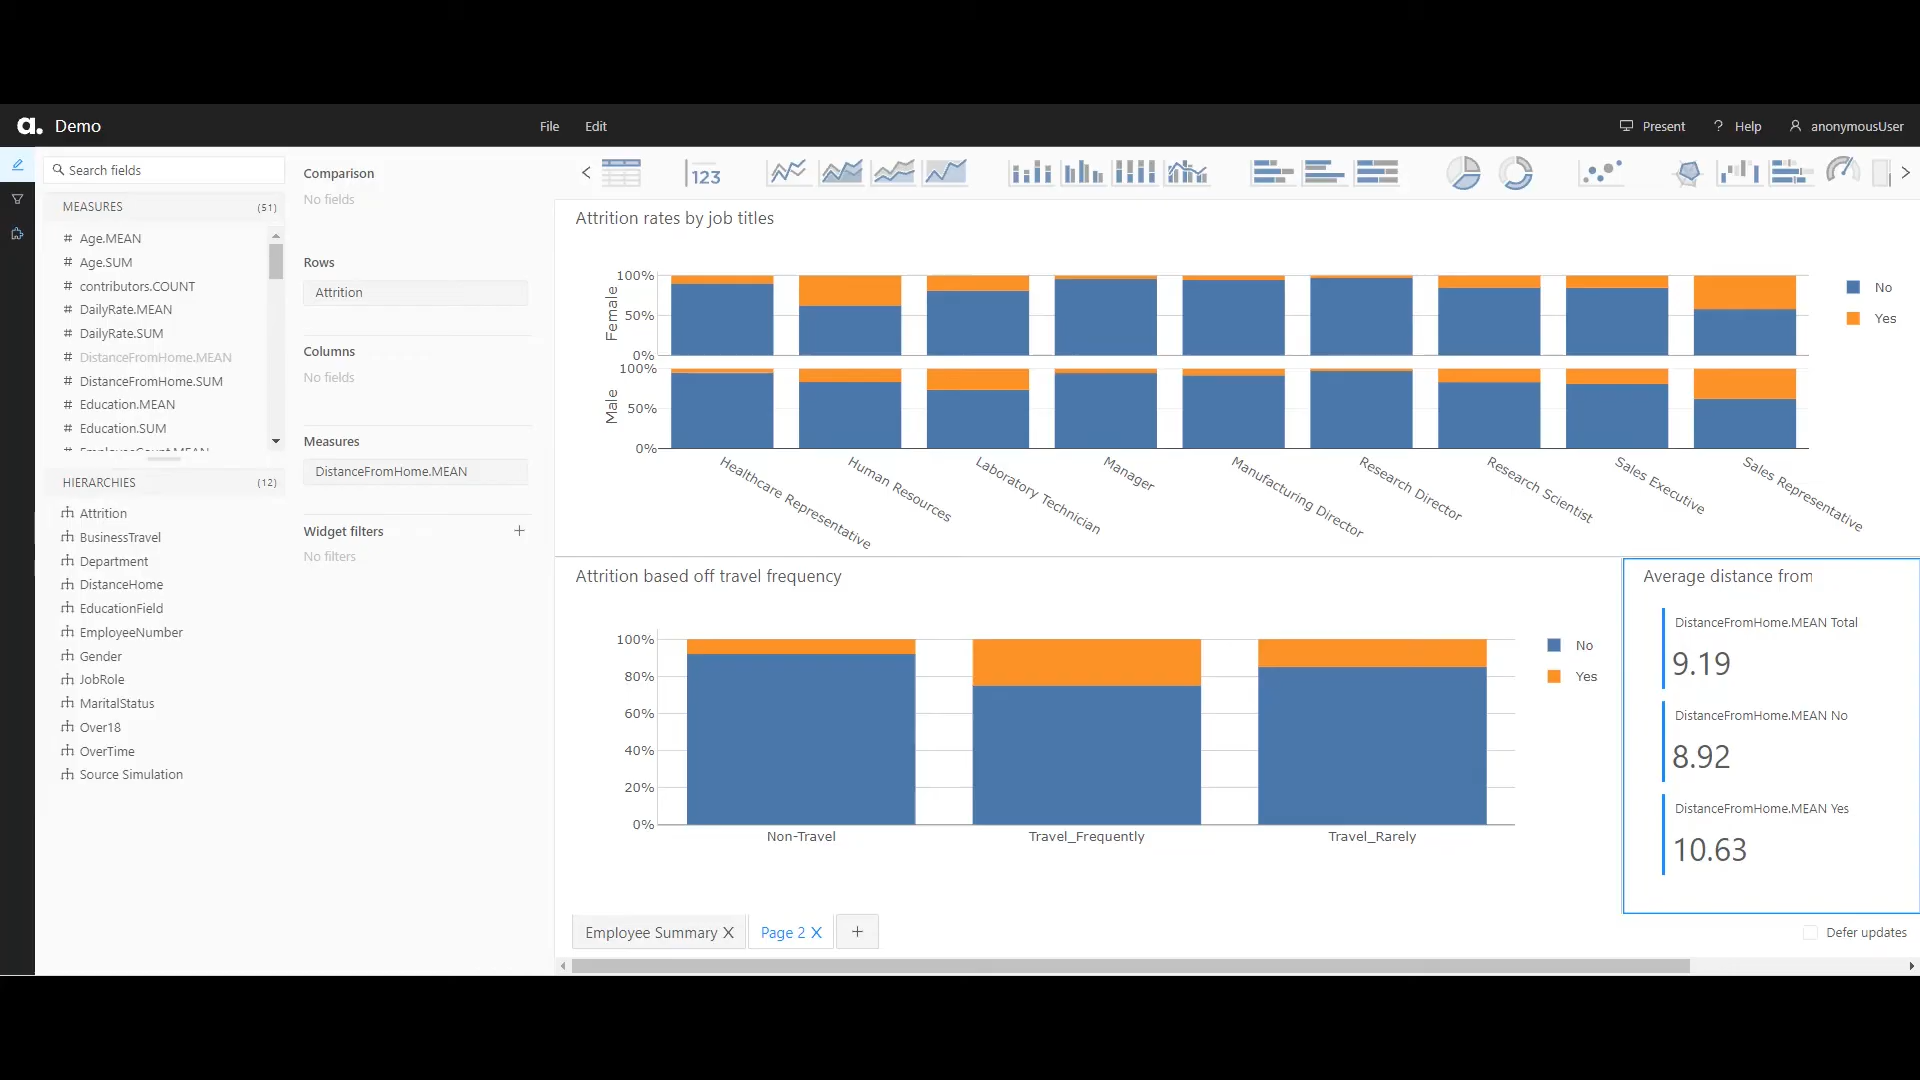 a. Demo
File Edit
Present ? Help anonymousUser
Search fields
MEASURES (51)
# Age.MEAN
# Age.SUM
# contributors.COUNT
# DailyRate.MEAN
# DailyRate.SUM
# DistanceFromHome.MEAN
# DistanceFromHome.SUM
# Education.MEAN
# Education.SUM
HIERARCHIES (12)
Attrition
BusinessTravel
Department
DistanceHome
EducationField
EmployeeNumber
Gender
JobRole
MaritalStatus
Over18
OverTime
Source Simulation
Comparison
No fields
Rows
Attrition
Columns
No fields
Measures
DistanceFromHome.MEAN
Widget filters +
No filters
123
Attrition rates by job titles
Female
100%
50%
0%
Male
100%
50%
0%
Healthcare Representative
Human Resources
Laboratory Technician
Manager
Manufacturing Director
Research Director
Research Scientist
Sales Executive
Sales Representative
No
Yes
Attrition based off travel frequency
100%
80%
60%
40%
20%
0%
Non-Travel
Travel_Frequently
Travel_Rarely
No
Yes
Average distance from
DistanceFromHome.MEAN Total
9.19
DistanceFromHome.MEAN No
8.92
DistanceFromHome.MEAN Yes
10.63
Employee Summary X
Page 2 X
+
Defer updates